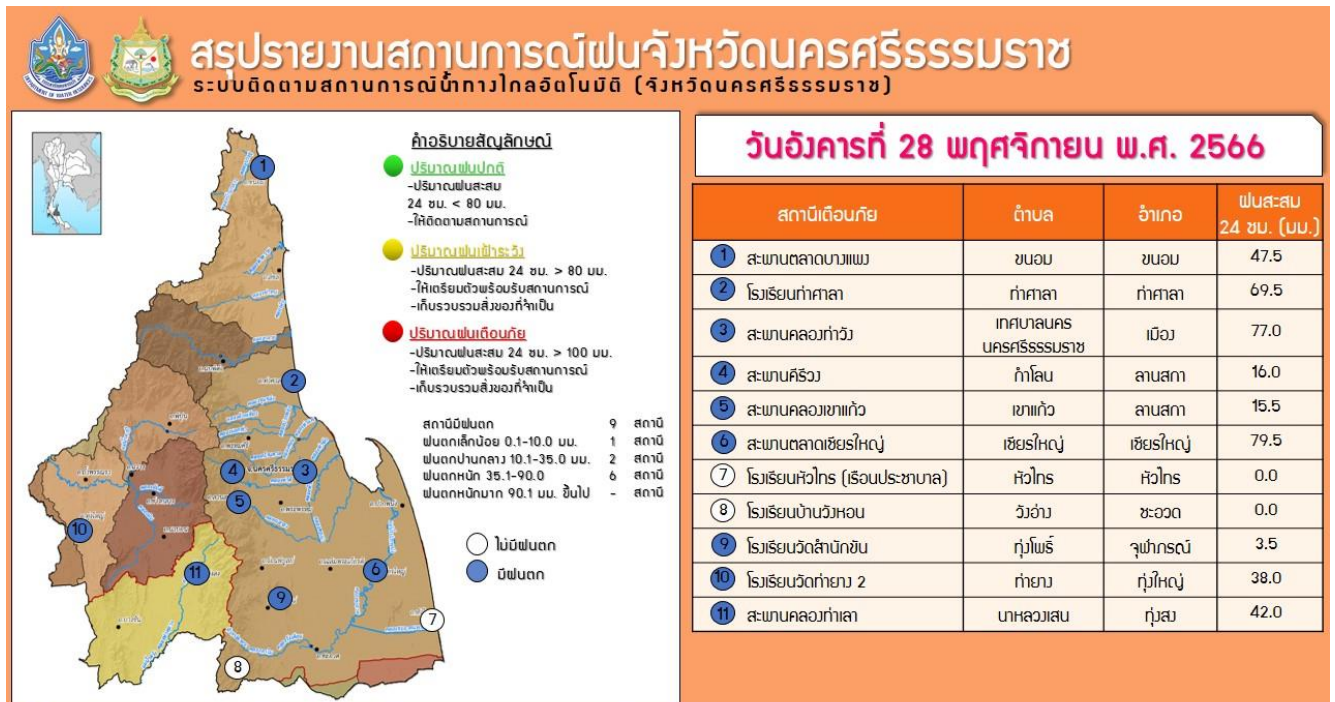 สรุปรายงานสถานการณ์ฝนจังหวัดนครศรีธรรมราช
ระบบติดตามสถานการณ์น้ำทางไกลอัตโนมัติ (จังหวัดนครศรีธรรมราช)
คำอธิบายสัญลักษณ์
ปริมาณฝนปกติ
-ปริมาณฝนสะสม
24 ชม. < 80 มม.
-ให้ติดตามสถานการณ์
ปริมาณฝนเฝ้าระวัง
-ปริมาณฝนสะสม 24 ชม. > 80 มม.
-ให้เตรียมตัวพร้อมรับสถานการณ์
-เก็บรวบรวมสิ่งของที่จำเป็น
ปริมาณฝนเตือนภัย
-ปริมาณฝนสะสม 24 ชม. > 100 มม.
-ให้เตรียมตัวพร้อมรับสถานการณ์
-เก็บรวบรวมสิ่งของที่จำเป็น
สถานีมีฝนตก 9 สถานี
ฝนตกเล็กน้อย 0.1-10.0 มม. 1 สถานี
ฝนตกปานกลาง 10.1-35.0 มม. 2 สถานี
ฝนตกหนัก 35.1-90.0 6 สถานี
ฝนตกหนักมาก 90.1 มม. ขึ้นไป - สถานี
ไม่มีฝนตก
มีฝนตก
1
2
4
3
5
10
11
6
9
7
8
วันอังคารที่ 28 พฤศจิกายน พ.ศ. 2566
สถานีเตือนภัย ตำบล อำเภอ ฝนสะสม
24 ชม. (มม.)
1 สะพานตลาดบางแพง ขนอม ขนอม 47.5
2 โรงเรียนท่าศาลา ท่าศาลา ท่าศาลา 69.5
3 สะพานคลองท่าวัง เทศบาลนคร
นครศรีธรรมราช เมือง 77.0
4 สะพานคีรีวง กำโลน ลานสกา 16.0
5 สะพานคลองเขาแก้ว เขาแก้ว ลานสกา 15.5
6 สะพานตลาดเชียรใหญ่ เชียรใหญ่ เชียรใหญ่ 79.5
7 โรงเรียนหัวไทร (เรือนประชาบาล) หัวไทร หัวไทร 0.0
8 โรงเรียนบ้านวังหอน วังอ่าง ชะอวด 0.0
9 โรงเรียนวัดสำนักขัน ทุ่งโพธิ์ จุฬาภรณ์ 3.5
10 โรงเรียนวัดท่ายาง 2 ท่ายาง ทุ่งใหญ่ 38.0
11 สะพานคลองท่าเลา นาหลวงเสน ทุ่งสง 42.0